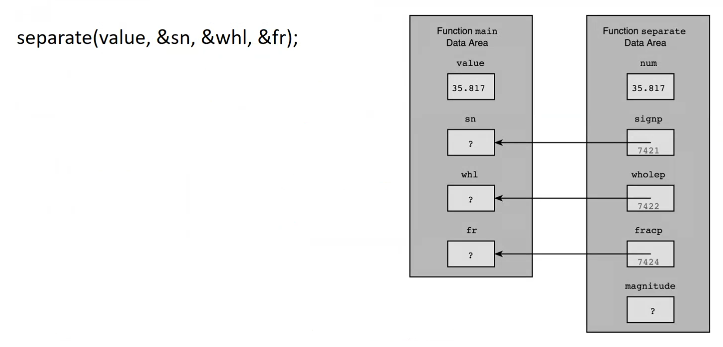 separate(value, &sn, &whl, &fr);
Function main
Data Area
value
35.817
sn
?
whl
?
fr
?
Function separate
Data Area
num
35.817
signp
7421
wholep
7422
fracp
7424
magnitude
?